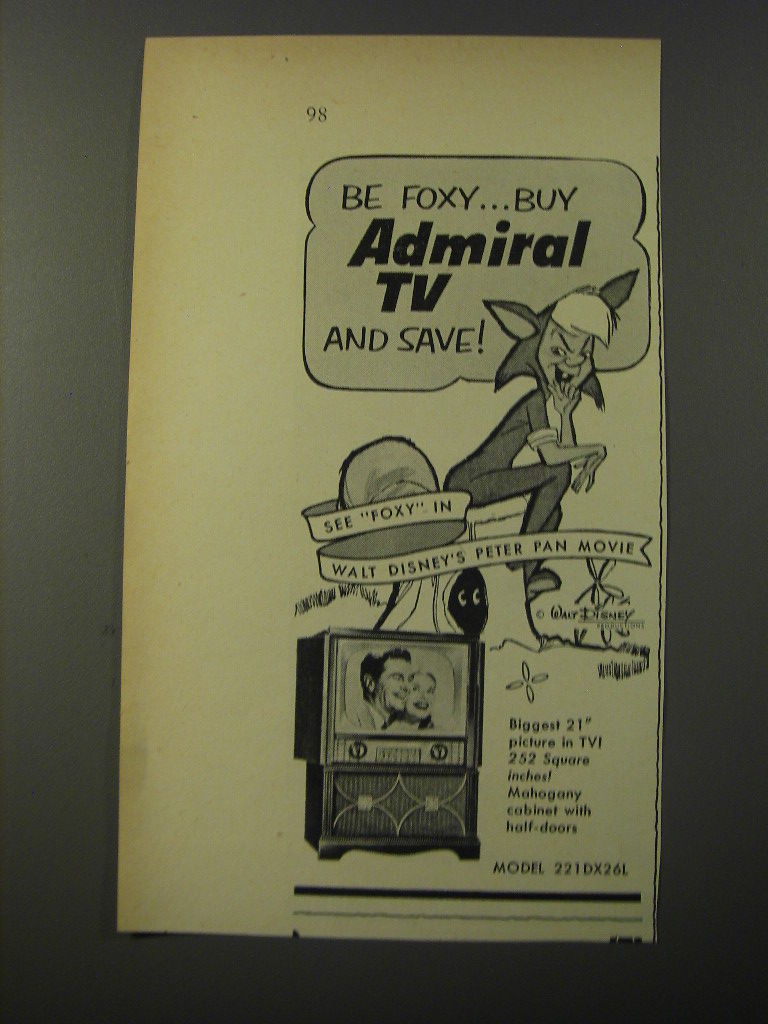 98
BE FOXY...BUY
Admiral
TV
AND SAVE!
SEE "FOXY" IN
WALT DISNEY'S PETER PAN MOVIE
© WALT DISNEY
PRODUCTIONS
Biggest 21"
picture in TV!
252 Square
inches!
Mahogany
cabinet with
half-doors
MODEL 221DX26L